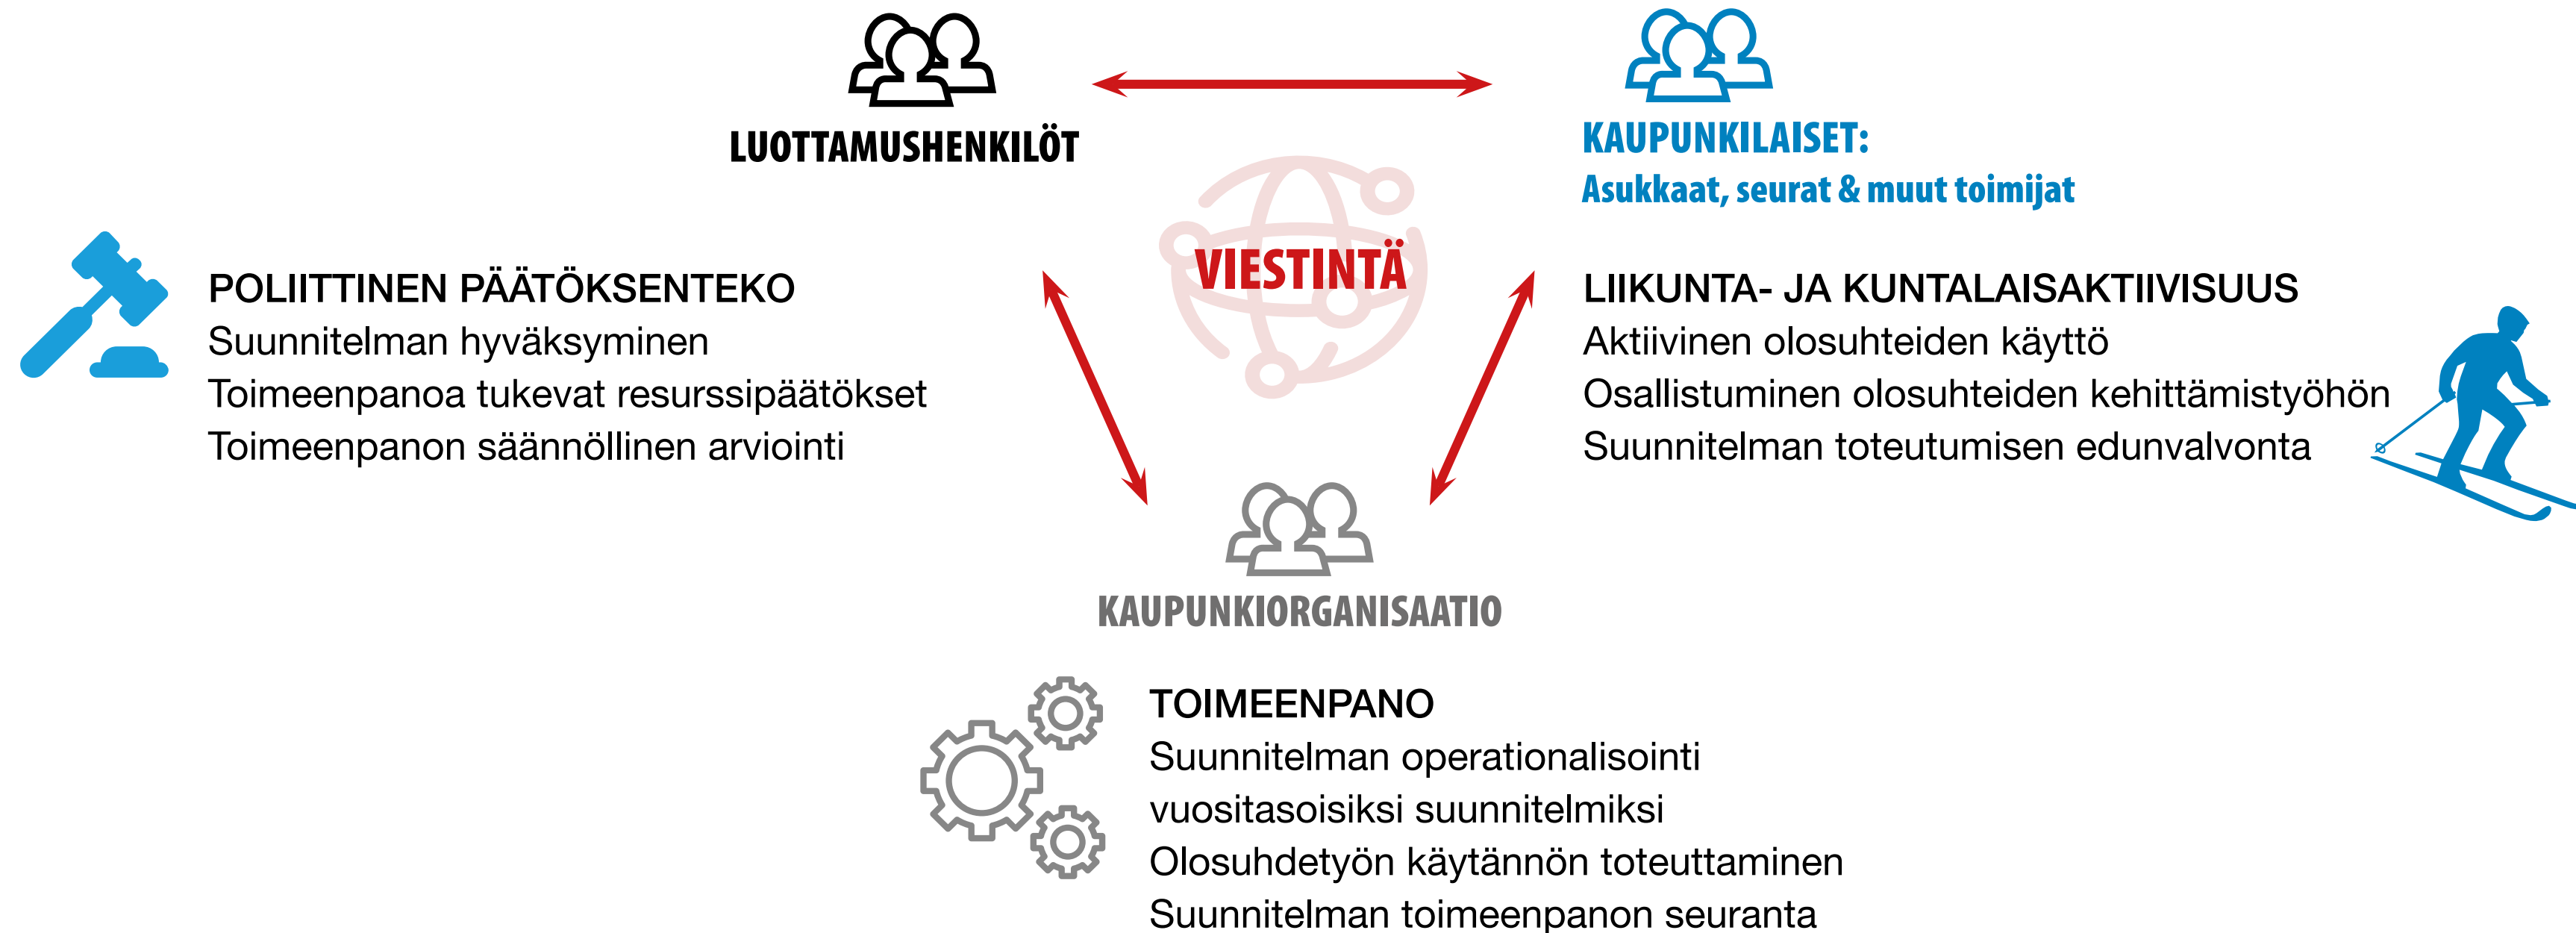 LUOTTAMUSHENKILÖT
KAUPUNKILAISET:
Asukkaat, seurat & muut toimijat
VIESTINTÄ
POLIITTINEN PÄÄTÖKSENTEKO
Suunnitelman hyväksyminen
Toimeenpanoa tukevat resurssipäätökset
Toimeenpanon säännöllinen arviointi
LIIKUNTA- JA KUNTALAISAKTIIVISUUS
Aktiivinen olosuhteiden käyttö
Osallistuminen olosuhteiden kehittämistyöhön
Suunnitelman toteutumisen edunvalvonta
KAUPUNKIORGANISAATIO
TOIMEENPANO
Suunnitelman operationalisointi
vuositasoisiksi suunnitelmiksi
Olosuhdetyön käytännön toteuttaminen
Suunnitelman toimeenpanon seuranta